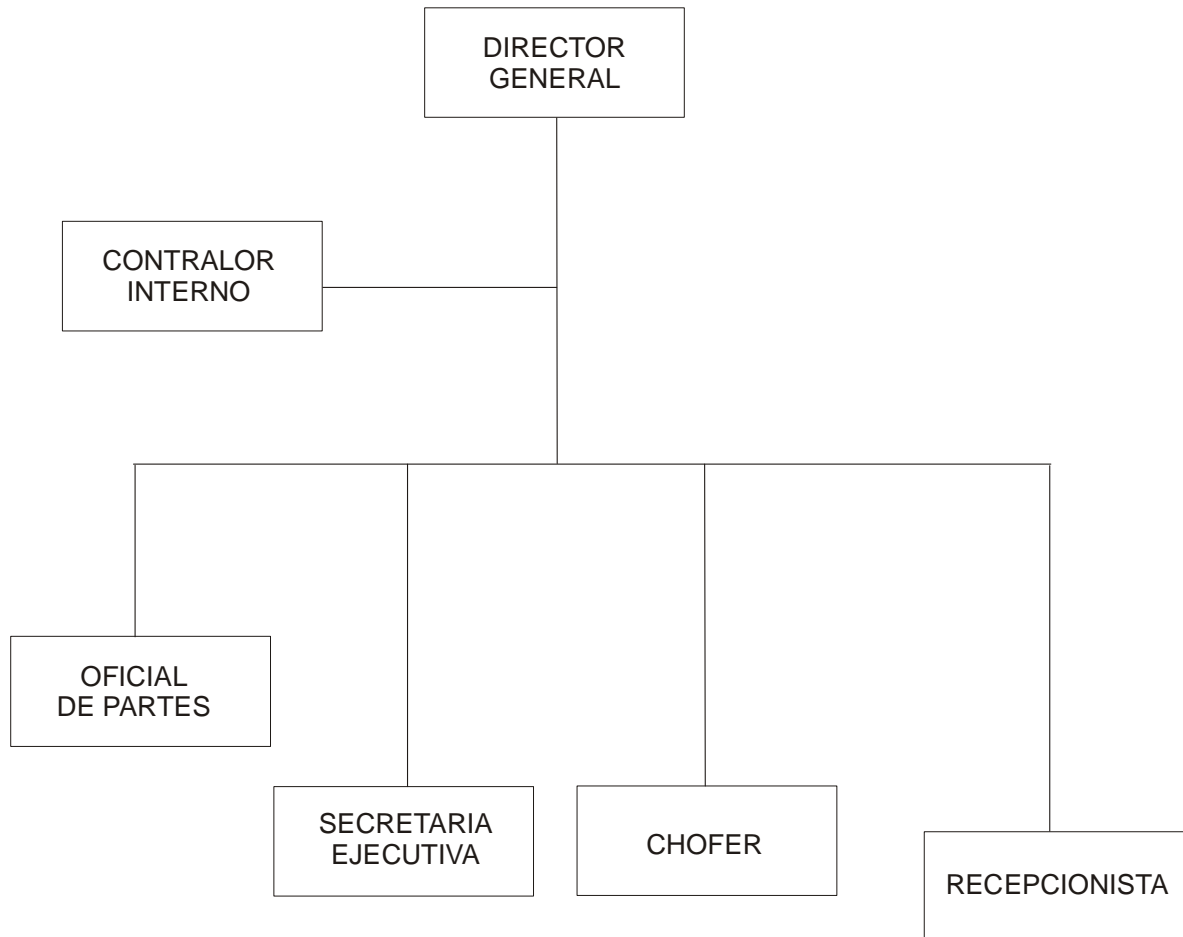 DIRECTOR
GENERAL
CONTRALOR
INTERNO
OFICIAL
DE PARTES
SECRETARIA
EJECUTIVA
CHOFER
RECEPCIONISTA